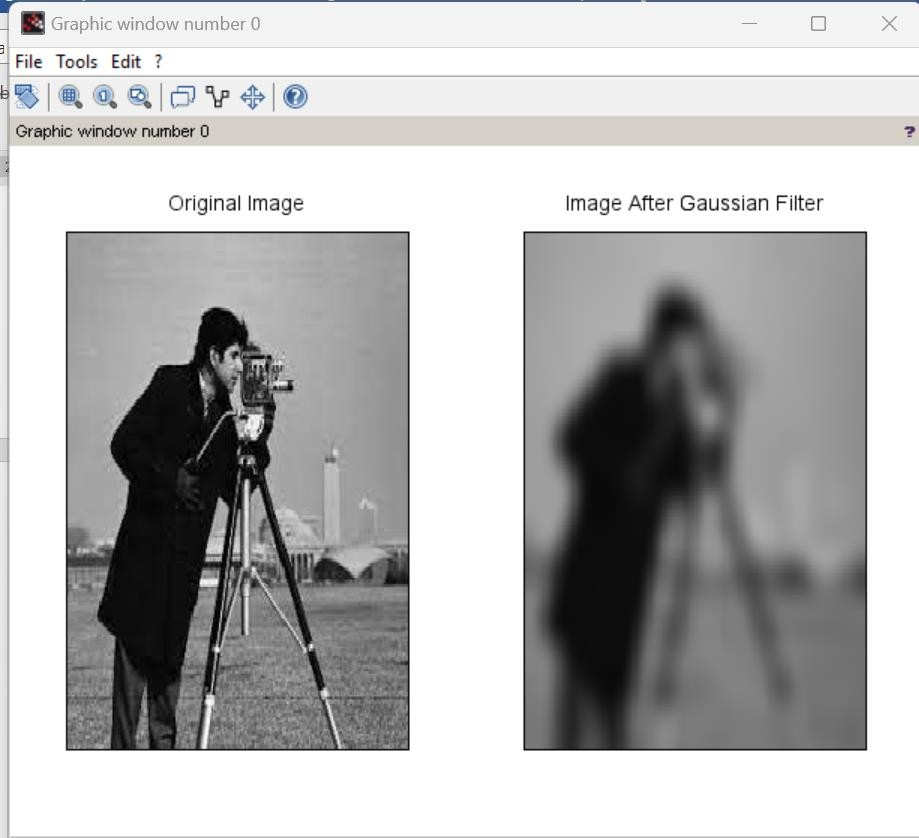 Graphic window number 0
File Tools Edit ?
Graphic window number 0 ?
Original Image
Image After Gaussian Filter